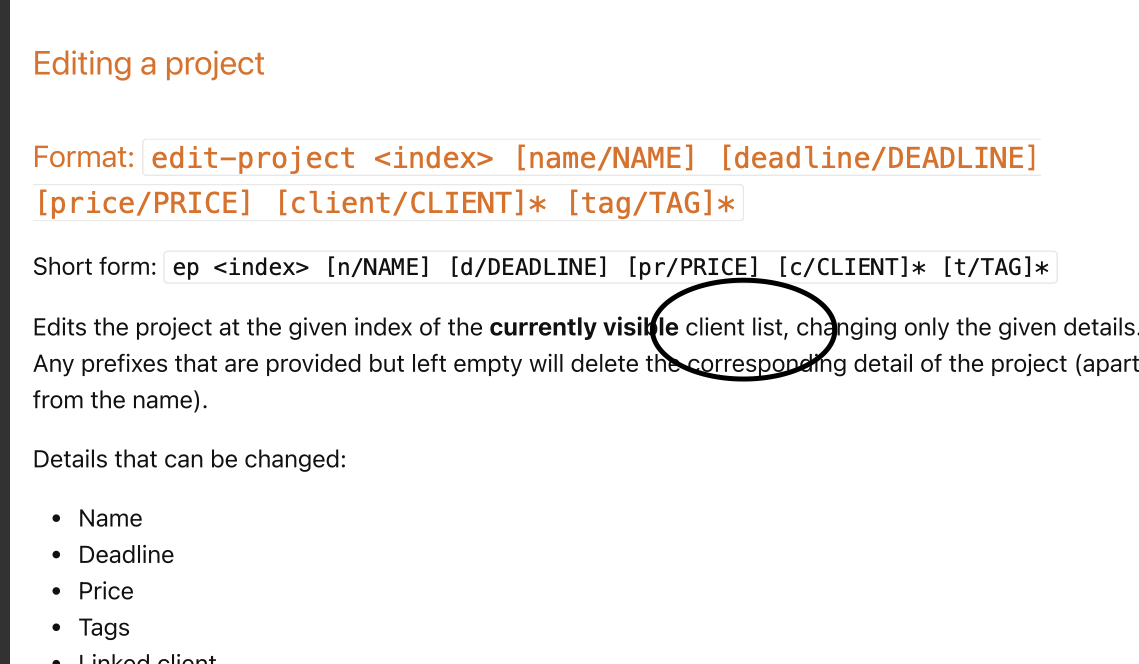 Editing a project
Format: edit-project <index> [name/NAME] [deadline/DEADLINE]
[price/PRICE] [client/CLIENT]* [tag/TAG]*
Short form: ep <index> [n/NAME] [d/DEADLINE] [pr/PRICE] [c/CLIENT]* [t/TAG]*
Edits the project at the given index of the currently visible client list, changing only the given details.
Any prefixes that are provided but left empty will delete the corresponding detail of the project (apart
from the name).
Details that can be changed:
• Name
• Deadline
• Price
• Tags
• Linked client